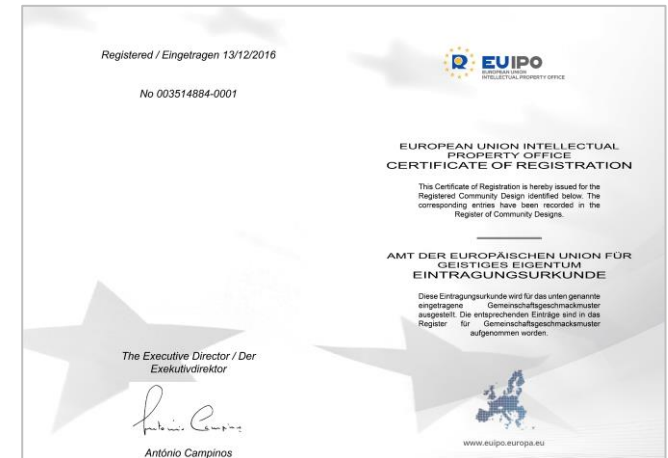 Registered / Eingetragen 13/12/2016
No 003514884-0001
The Executive Director / Der
Exekutivdirektor
António Campinos
EUIPO
EUROPEAN UNION
INTELLECTUAL PROPERTY OFFICE
EUROPEAN UNION INTELLECTUAL
PROPERTY OFFICE
CERTIFICATE OF REGISTRATION
This Certificate of Registration is hereby issued for the
Registered Community Design identified below. The
corresponding entries have been recorded in the
Register of Community Designs.
AMT DER EUROPÄISCHEN UNION FÜR
GEISTIGES EIGENTUM
EINTRAGUNGSURKUNDE
Diese Eintragungsurkunde wird für das unten genannte
eingetragene Gemeinschaftsgeschmackmuster
ausgestellt. Die entsprechenden Einträge sind in das
Register für Gemeinschaftsgeschmacksmuster
aufgenommen worden.
www.euipo.europa.eu